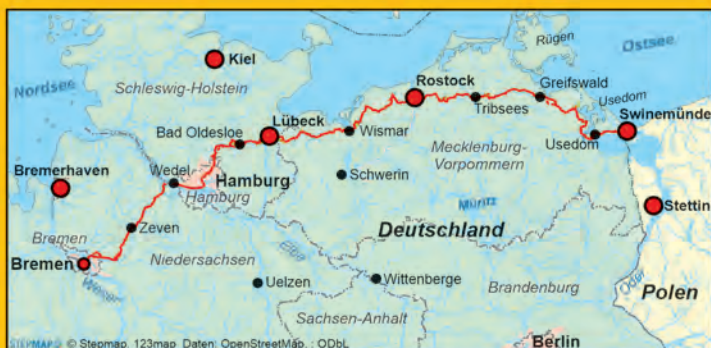 Nordsee
Kiel
Schleswig-Holstein
Rügen
Ostsee
Rostock
Greifswald
Usedom
Tribsees
Swinemünde
Lübeck
Bad Oldesloe
Wismar
Usedom
Mecklenburg-
Vorpommern
Bremerhaven
Wedel
Hamburg
Hamburg
Schwerin
Müritz
Stettin
Zeven
Deutschland
Bremen
Elbe
Bremen
Niedersachsen
Weser
Uelzen
Wittenberge
Brandenburg
Oder
Polen
Sachsen-Anhalt
STEPMAP © Stepmap, 123map Daten: OpenStreetMap, : ODbL
Berlin